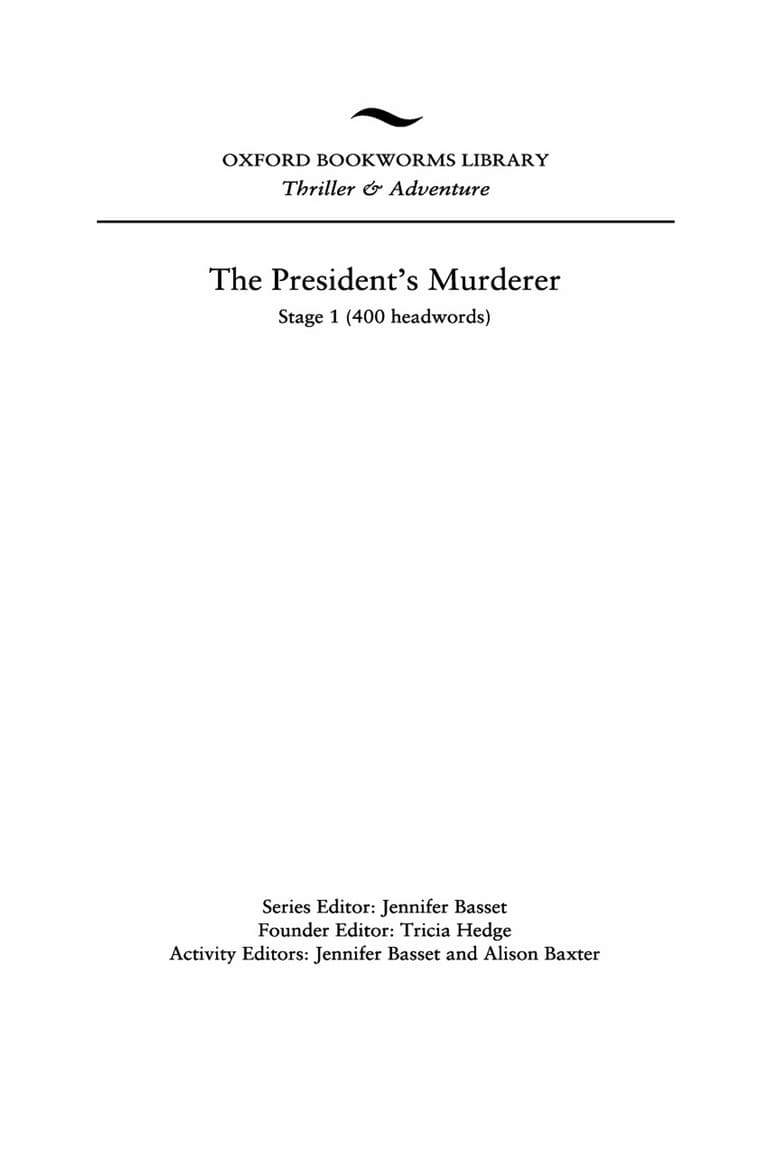 OXFORD BOOKWORMS LIBRARY
Thriller & Adventure
The President's Murderer
Stage 1 (400 headwords)
Series Editor: Jennifer Basset
Founder Editor: Tricia Hedge
Activity Editors: Jennifer Basset and Alison Baxter